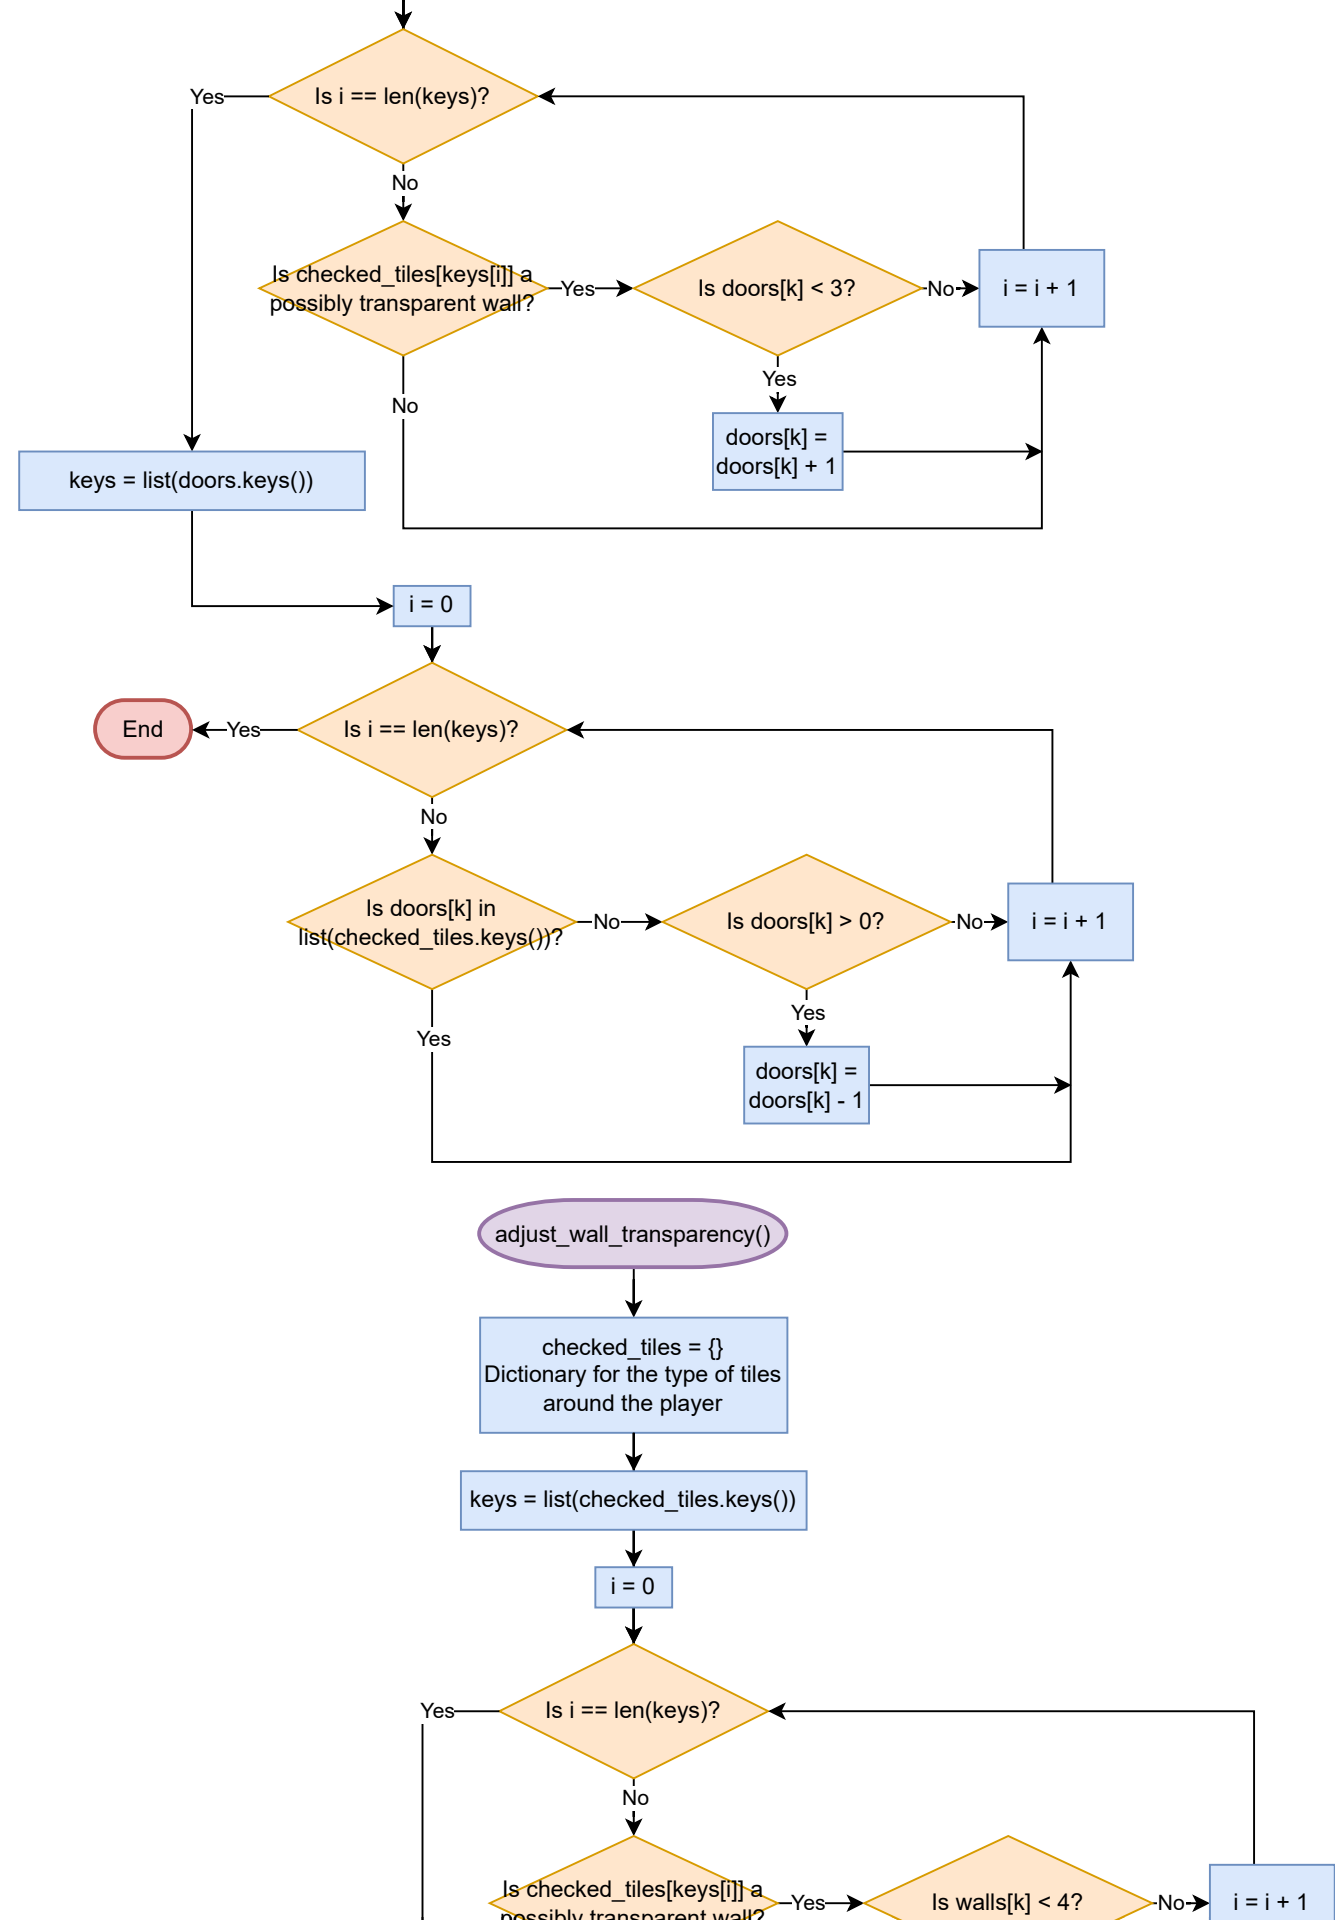 Yes
Is i == len(keys)?
No
Is checked_tiles[keys[i]] a
possibly transparent wall?
Yes
Is doors[k] < 3?
No
i = i + 1
Yes
No
doors[k] =
doors[k] + 1
keys = list(doors.keys())
i = 0
End
Yes
Is i == len(keys)?
No
Is doors[k] in
list(checked_tiles.keys())?
No
Is doors[k] > 0?
No
i = i + 1
Yes
Yes
doors[k] =
doors[k] - 1
adjust_wall_transparency()
checked_tiles = {}
Dictionary for the type of tiles
around the player
keys = list(checked_tiles.keys())
i = 0
Yes
Is i == len(keys)?
No
Is checked_tiles[keys[i]] a
possibly transparent wall?
Yes
Is walls[k] < 4?
No
i = i + 1